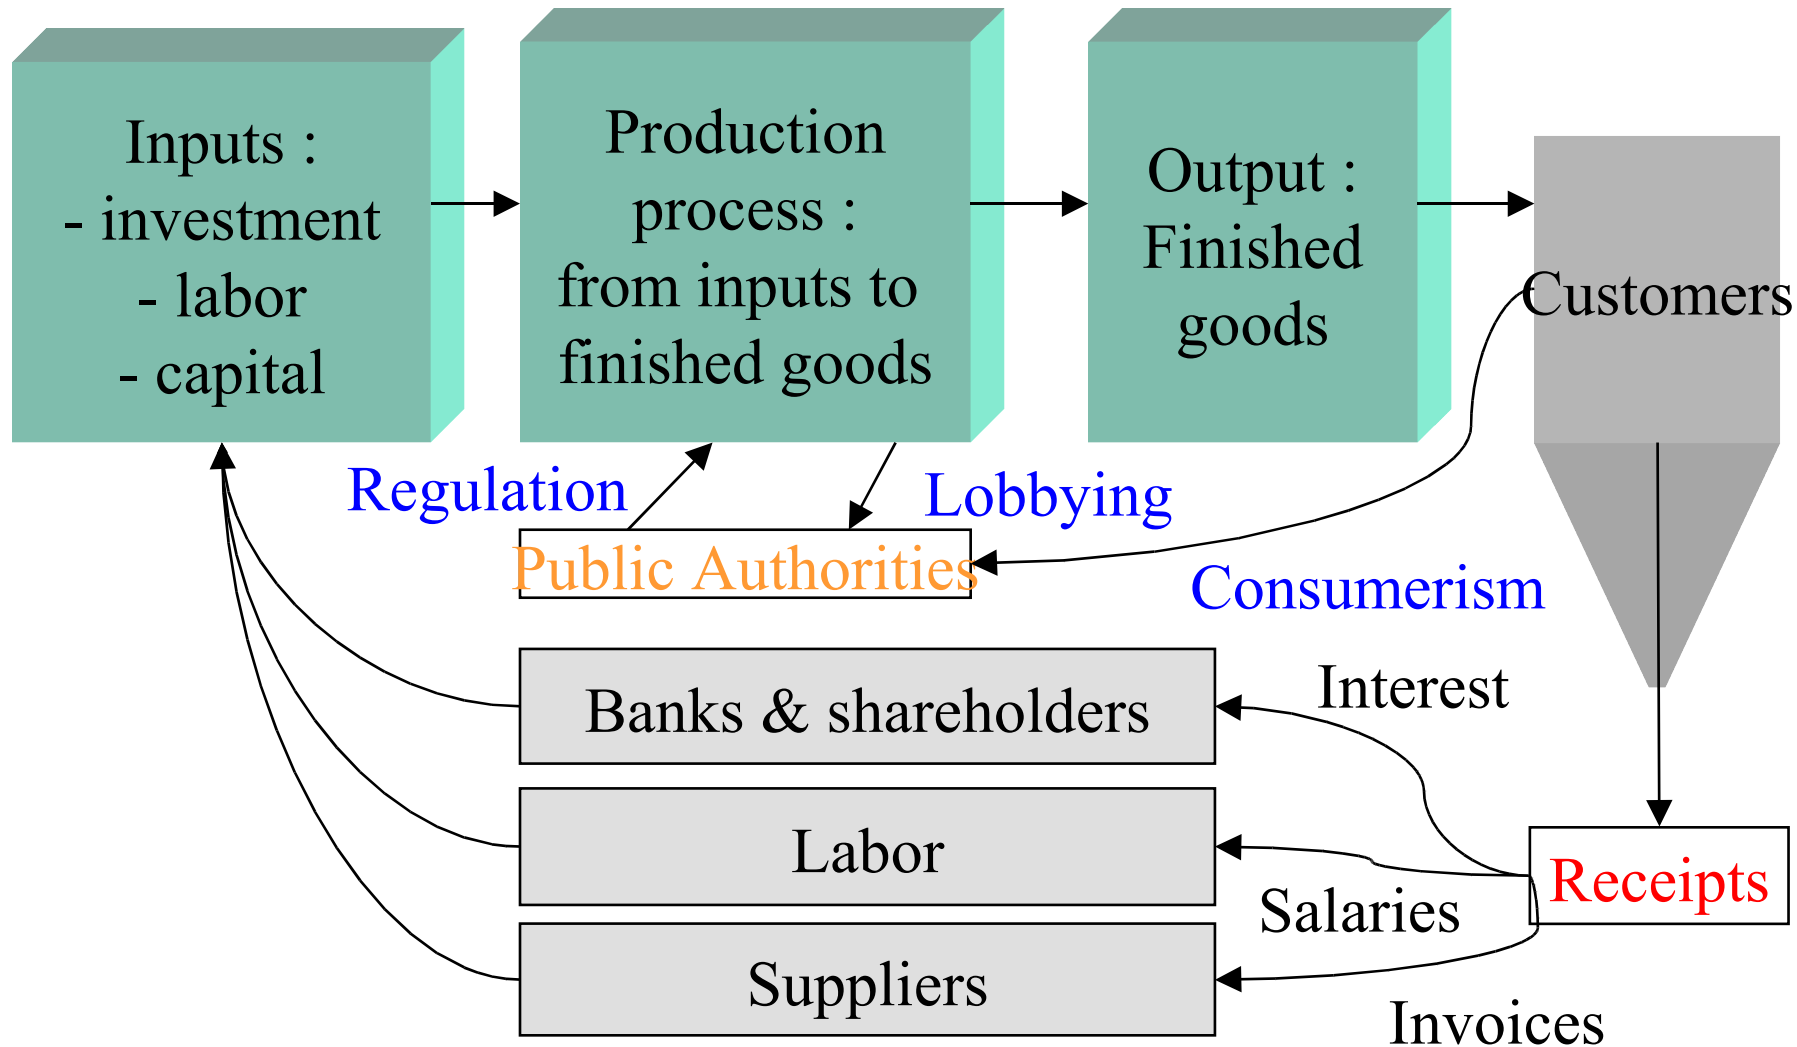 Inputs :
- investment
- labor
- capital
Production
process :
from inputs to
finished goods
Output :
Finished
goods
Customers
Regulation
Lobbying
Public Authorities
Consumerism
Interest
Banks & shareholders
Labor
Receipts
Salaries
Suppliers
Invoices